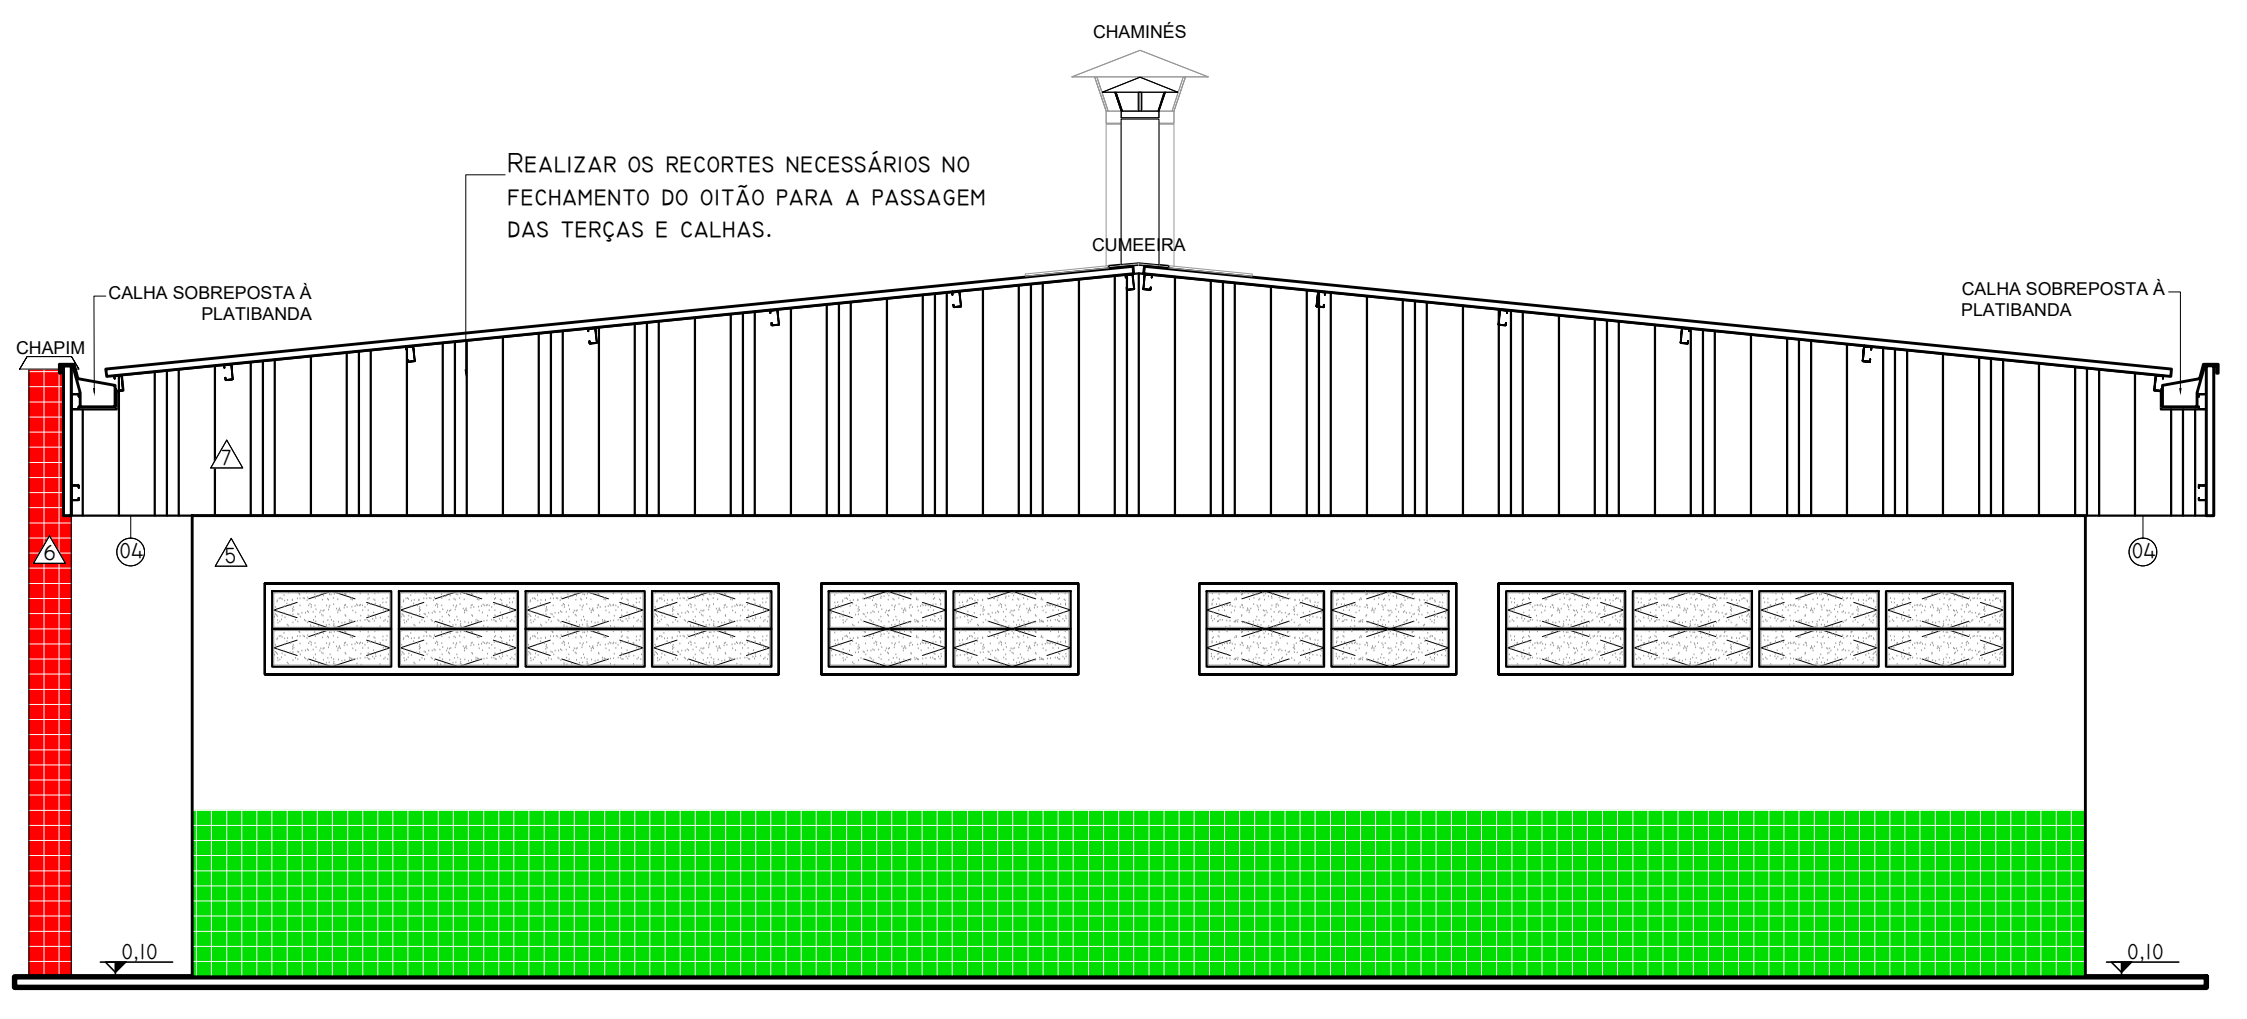 CHAMINÉS
REALIZAR OS RECORTES NECESSÁRIOS NO
FECHAMENTO DO OITÃO PARA A PASSAGEM
DAS TERÇAS E CALHAS.
CUMEEIRA
CALHA SOBREPOSTA À
PLATIBANDA
CALHA SOBREPOSTA À
PLATIBANDA
CHAPIM
7
6
04
5
04
0,10
0,10